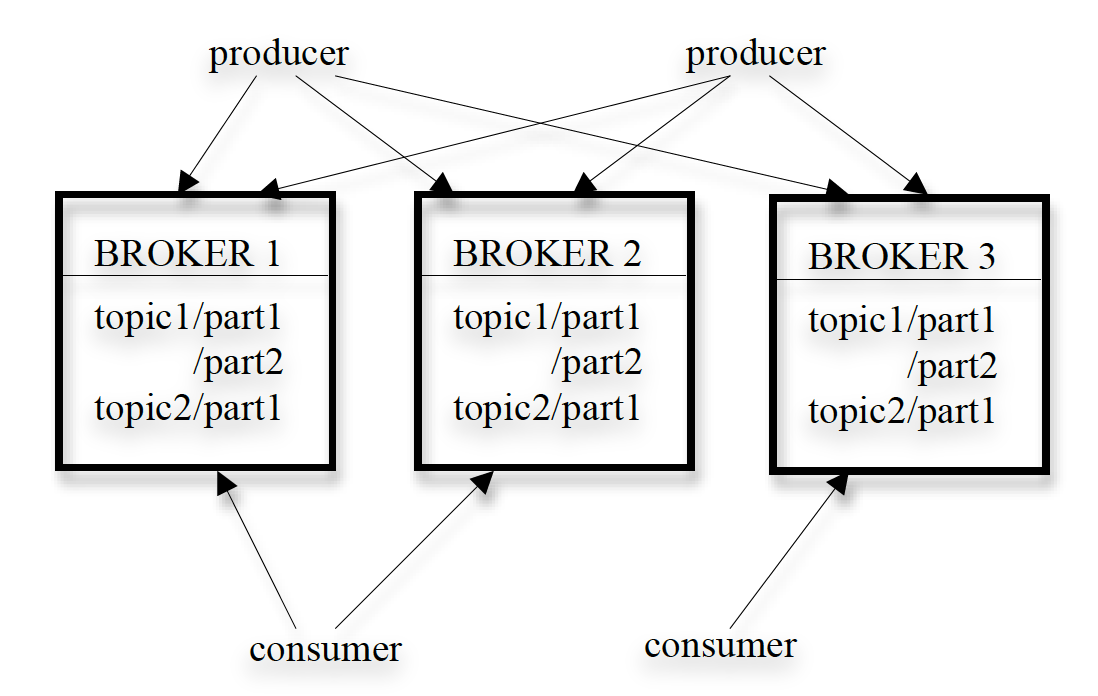 producer
producer
BROKER 1
topic1/part1
/part2
topic2/part1
BROKER 2
topic1/part1
/part2
topic2/part1
BROKER 3
topic1/part1
/part2
topic2/part1
consumer
consumer